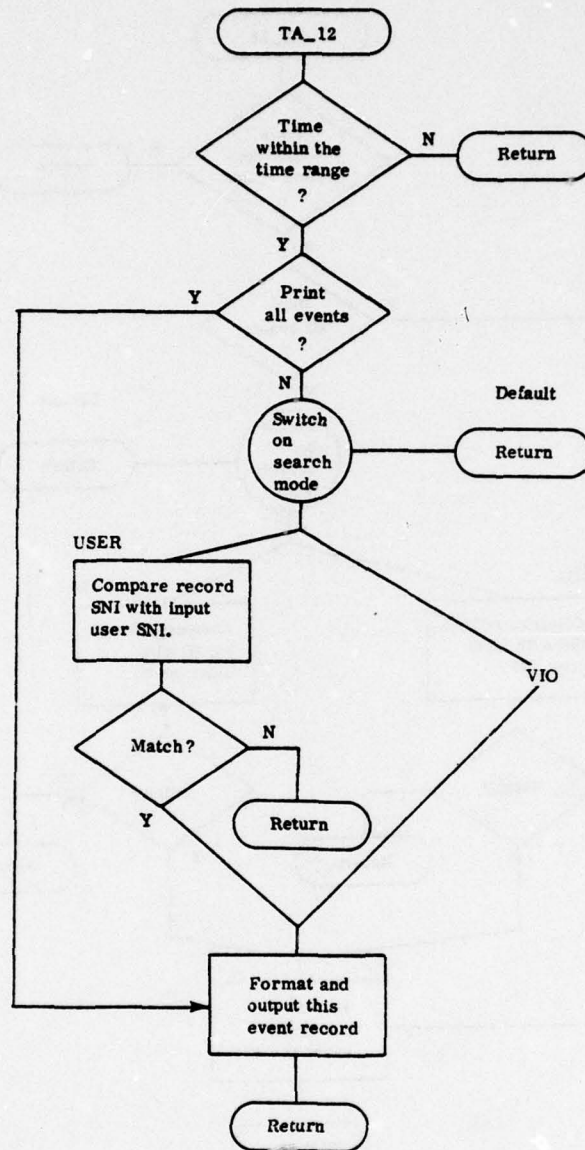 TA_12
Time
within the
time range
?
N
Return
Y
Y
Print
all events
?
N
Default
Switch
on
search
mode
Return
USER
Compare record
SNI with input
user SNI.
VIO
Match?
N
Y
Return
Format and
output this
event record
Return